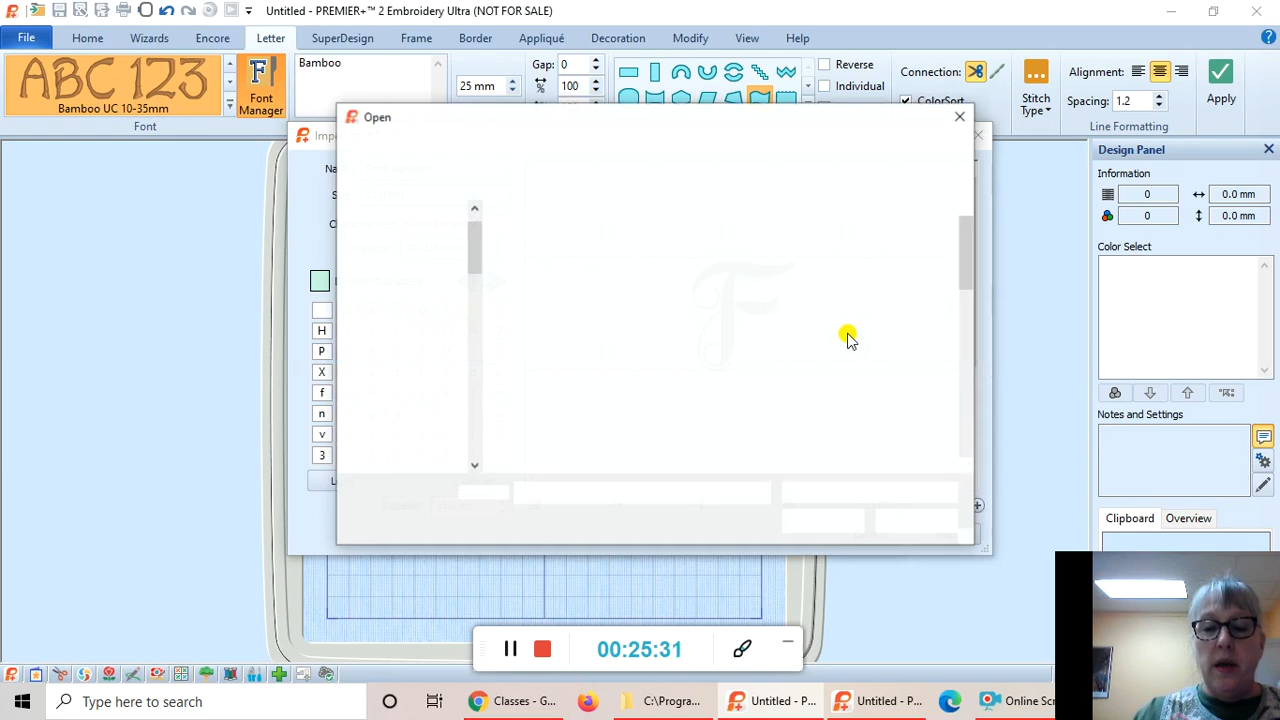 Untitled - PREMIER+™ 2 Embroidery Ultra (NOT FOR SALE)
File Home Wizards Encore Letter SuperDesign Frame Border Appliqué Decoration Modify View Help
ABC 123
Bamboo UC 10-35mm
Font Manager
Font
Bamboo
25 mm
Gap: 0
100
Reverse
Individual
Connection:
ColorSort
Stitch Type
Alignment:
Spacing: 1.2
Line Formatting
Apply
Open
F
H
P
X
f
n
v
3
Design Panel
Information
0 0.0 mm
0 0.0 mm
Color Select
Notes and Settings
Clipboard Overview
00:25:31
Type here to search
Classes - G...
C:\Progra...
Untitled - P...
Untitled - P...
Online Scr